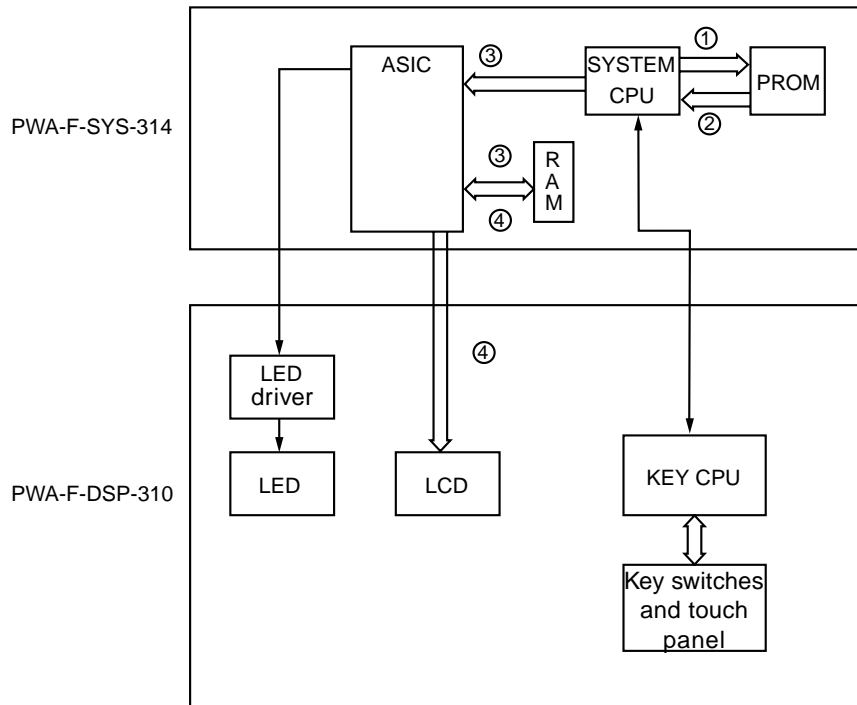 ①
③
ASIC
SYSTEM
CPU
PROM
PWA-F-SYS-314
②
③
R
A
M
④
④
LED
driver
LED
LCD
KEY CPU
PWA-F-DSP-310
Key switches
and touch
panel